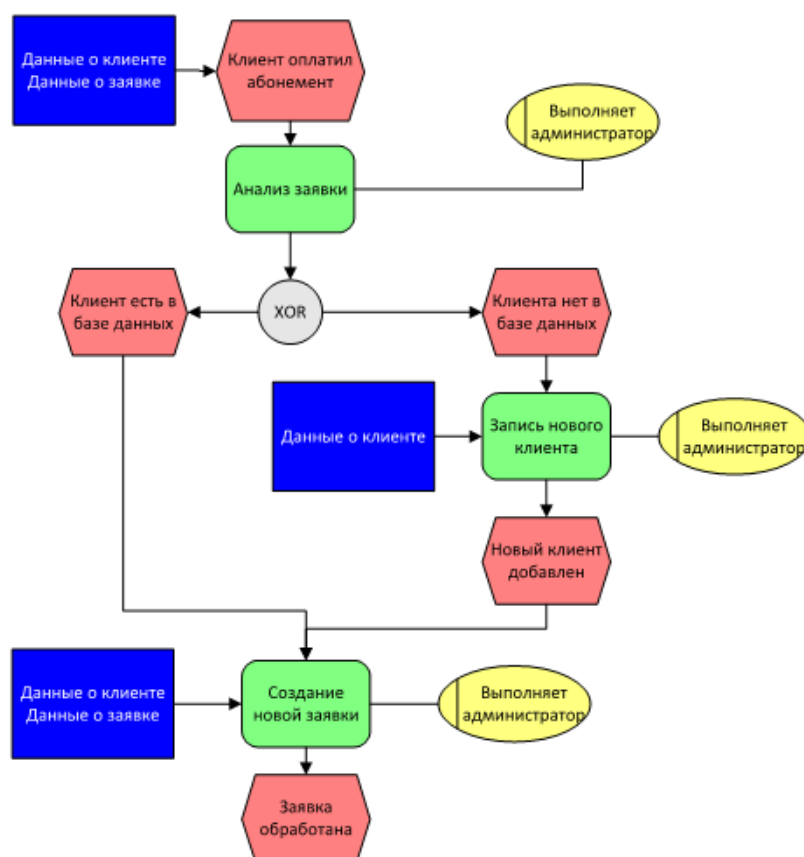 Данные о клиенте
Данные о заявке
Клиент оплатил
абонемент
Выполняет
администратор
Анализ заявки
Клиент есть в
базе данных
XOR
Клиента нет в
базе данных
Данные о клиенте
Запись нового
клиента
Выполняет
администратор
Новый клиент
добавлен
Данные о клиенте
Данные о заявке
Создание
новой заявки
Выполняет
администратор
Заявка
обработана